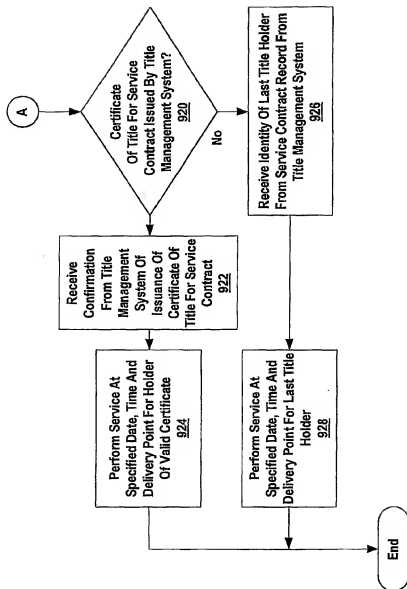 A
Certificate
Of Title For Service
Contract Issued By Title
Management System?
920
No
Receive
Confirmation
From Title
Management
System Of
Issuance Of
Certificate Of
Title For Service
Contract
922
Receive Identity Of Last Title Holder
From Service Contract Record From
Title Management System
926
Perform Service At
Specified Date, Time And
Delivery Point For Holder
Of Valid Certificate
924
Perform Service At
Specified Date, Time And
Delivery Point For Last Title
Holder
928
End